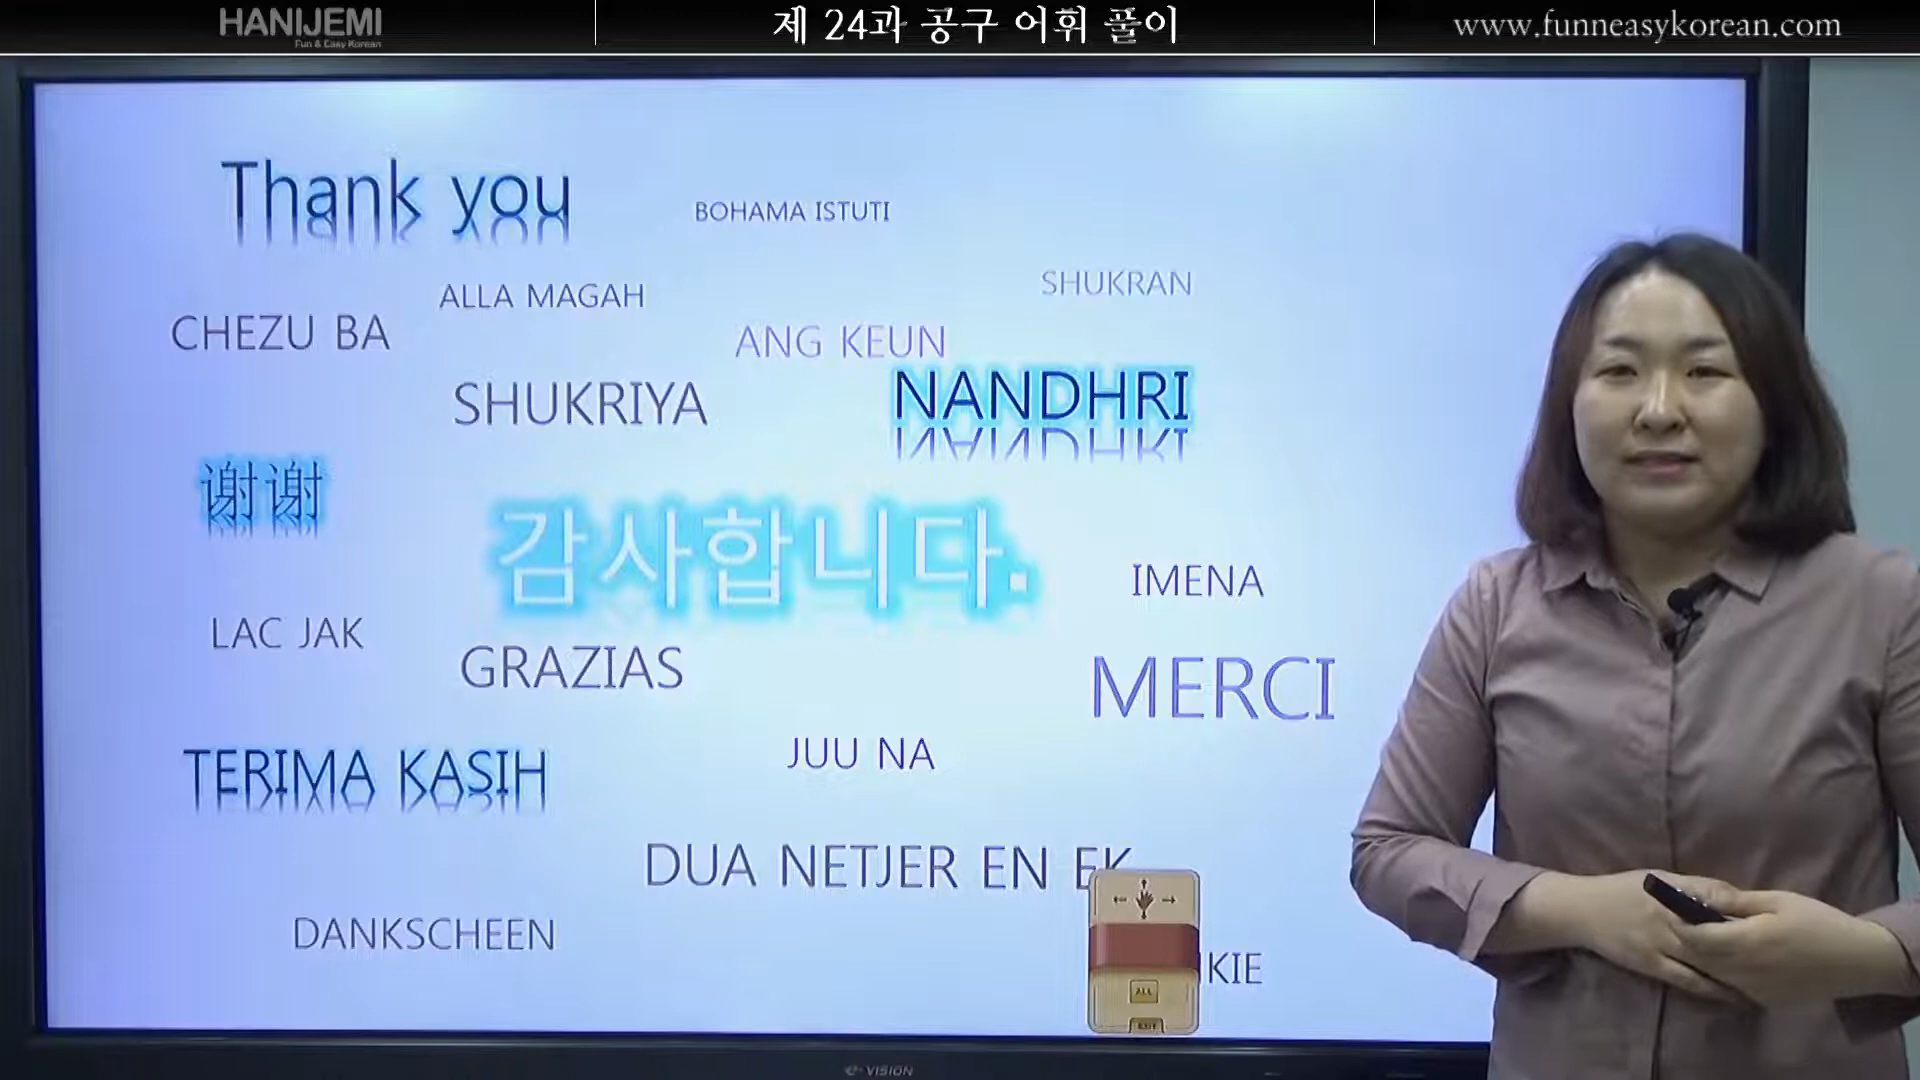 HANIJEMI
Fun & Easy Korean
제 24과 공구 어휘 풀이
www.funneasykorean.com
Thank you
BOHAMA ISTUTI
SHUKRAN
ALLA MAGAH
CHEZU BA
ANG KEUN
SHUKRIYA
NANDHRI
谢谢
감사합니다.
IMENA
LAC JAK
GRAZIAS
MERCI
JUU NA
TERIMA KASIH
DUA NETJER EN EK
DANKSCHEEN
KIE
ALL
EXIT
e-VISION